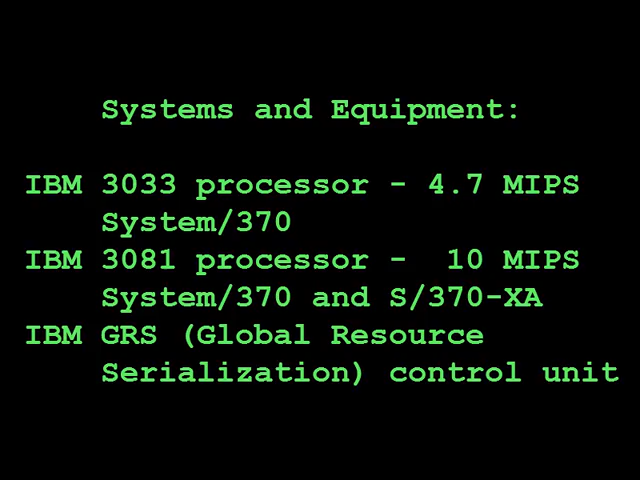 Systems and Equipment:
IBM 3033 processor - 4.7 MIPS
System/370
IBM 3081 processor -  10 MIPS
System/370 and S/370-XA
IBM GRS (Global Resource
Serialization) control unit